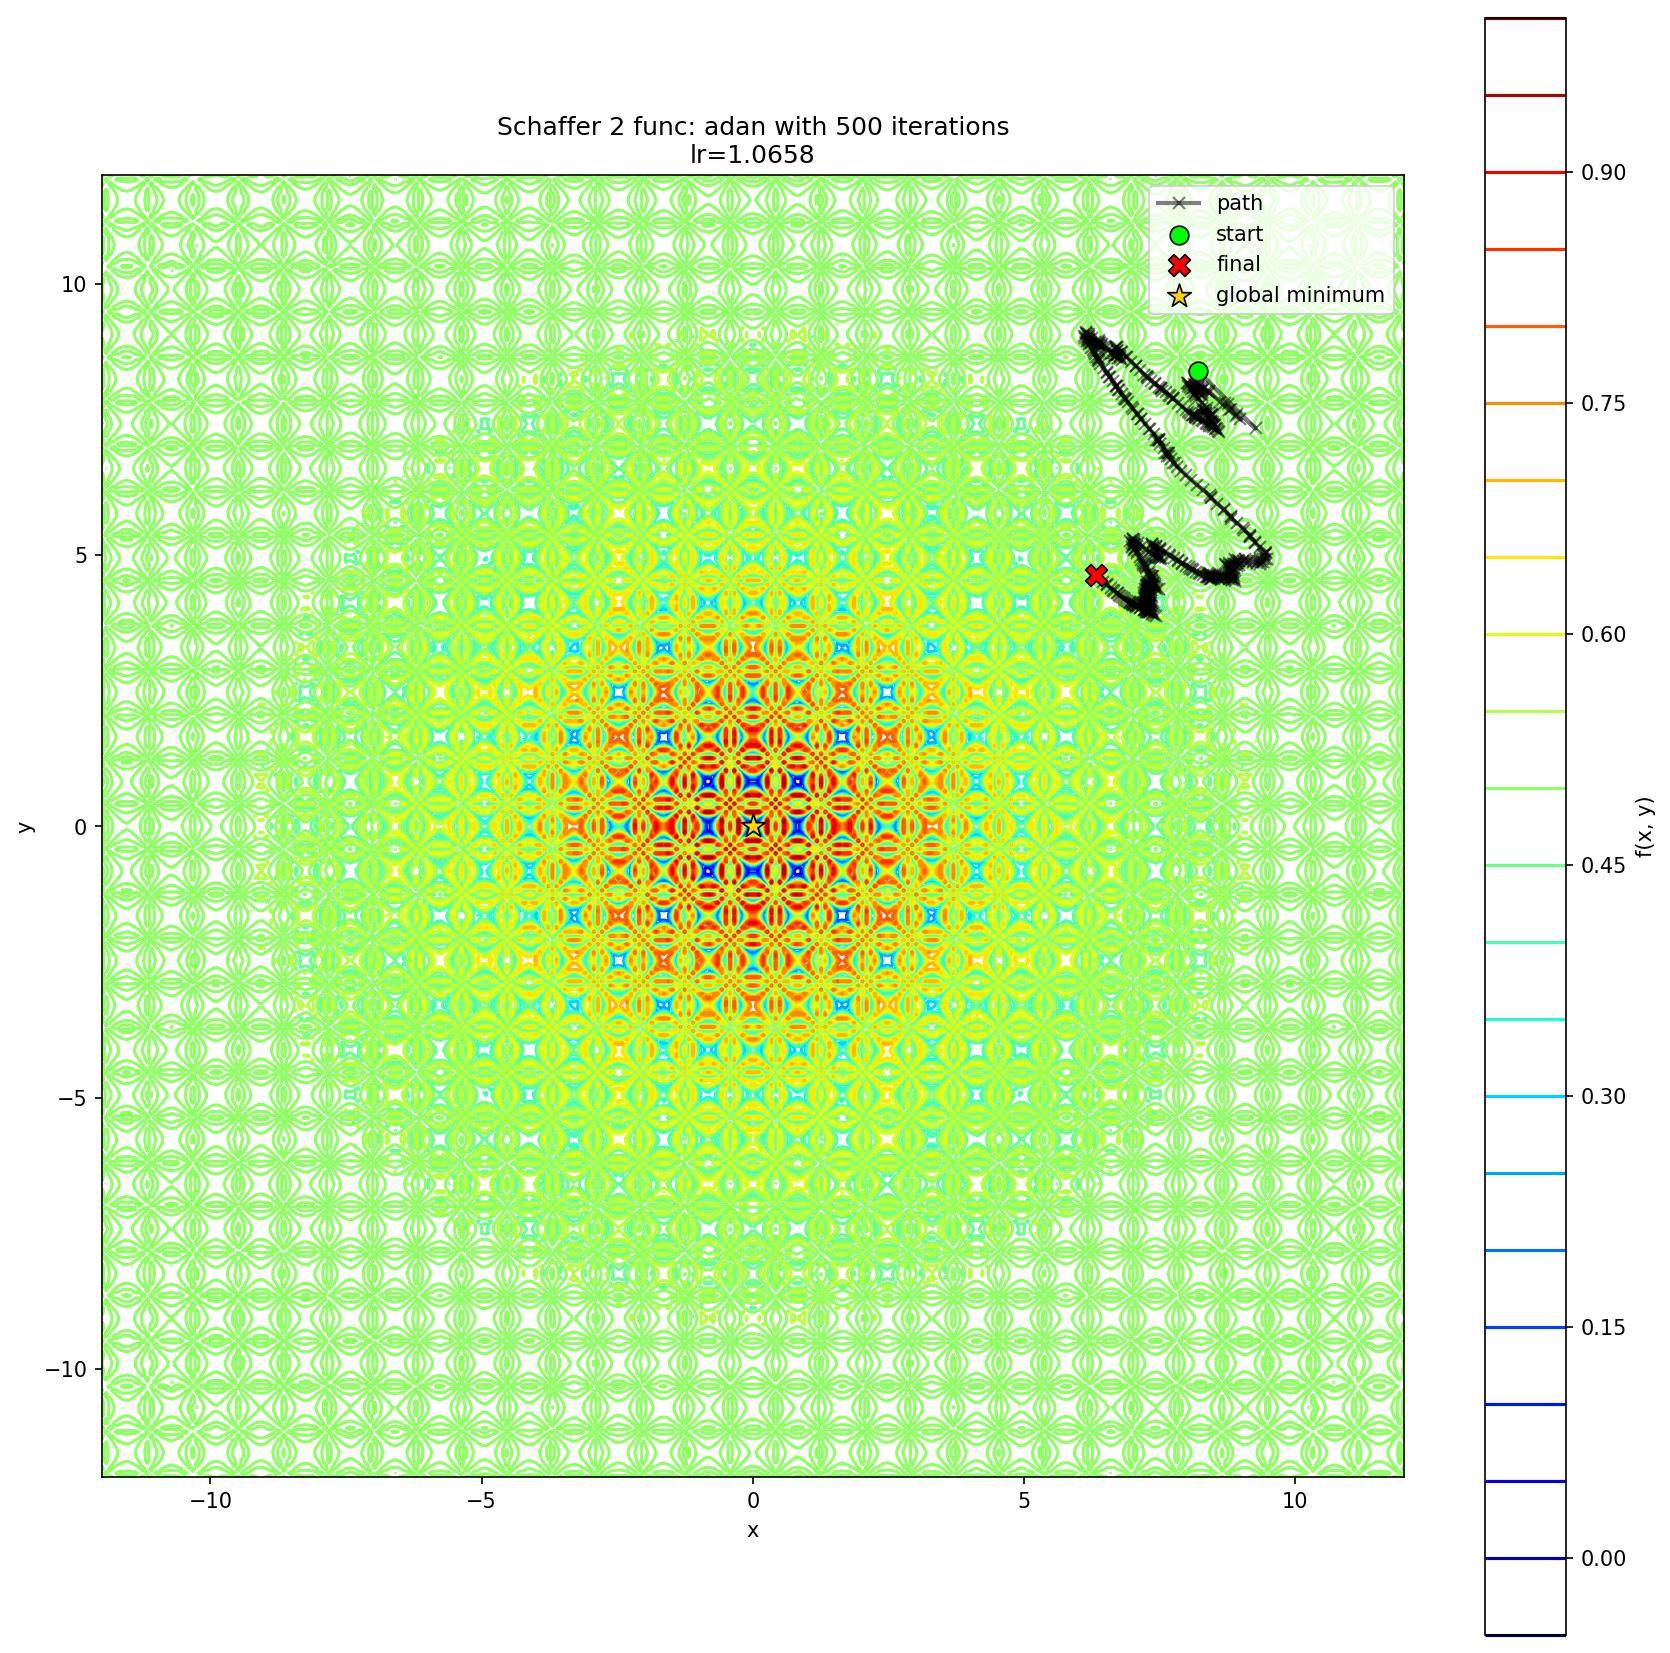 Schaffer 2 func: adan with 500 iterations
lr=1.0658
path
start
final
global minimum
10
5
0
−5
−10
y
−10
−5
0
5
10
x
0.90
0.75
0.60
0.45
0.30
0.15
0.00
f(x, y)